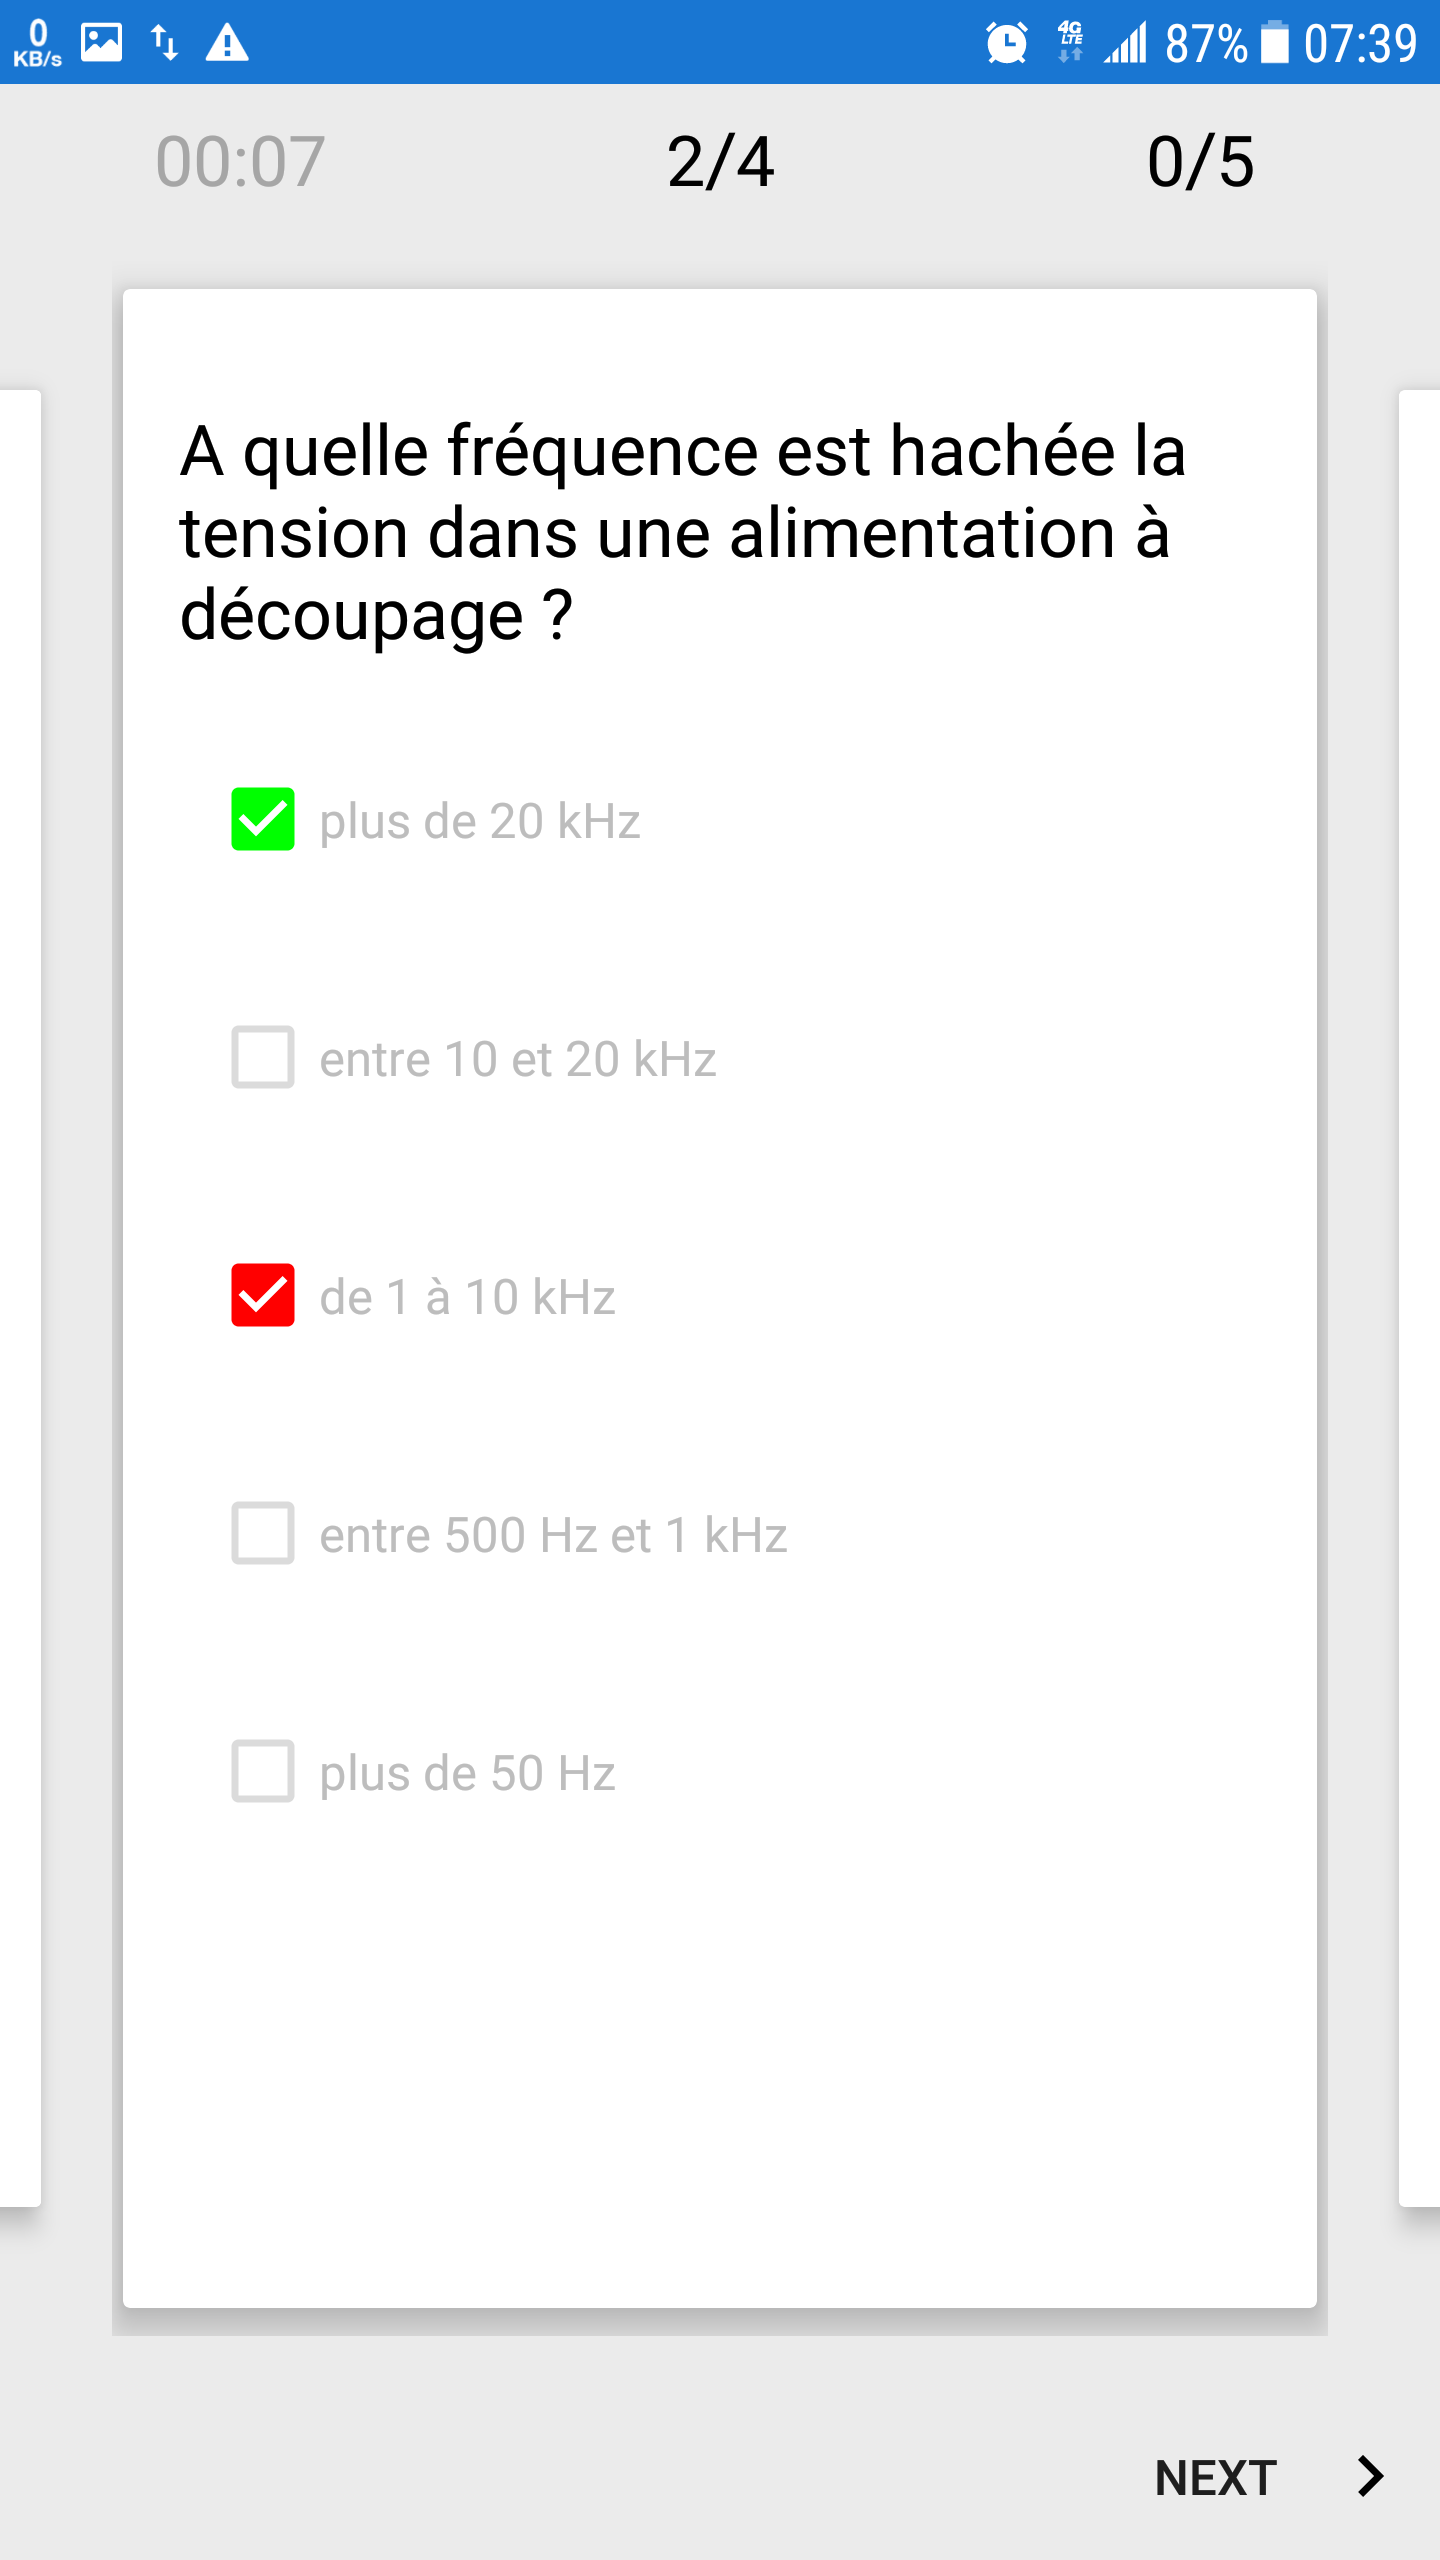 0
KB/s
4G
LTE
87%
07:39
00:07
2/4
0/5
A quelle fréquence est hachée la
tension dans une alimentation à
découpage ?
plus de 20 kHz
entre 10 et 20 kHz
de 1 à 10 kHz
entre 500 Hz et 1 kHz
plus de 50 Hz
NEXT